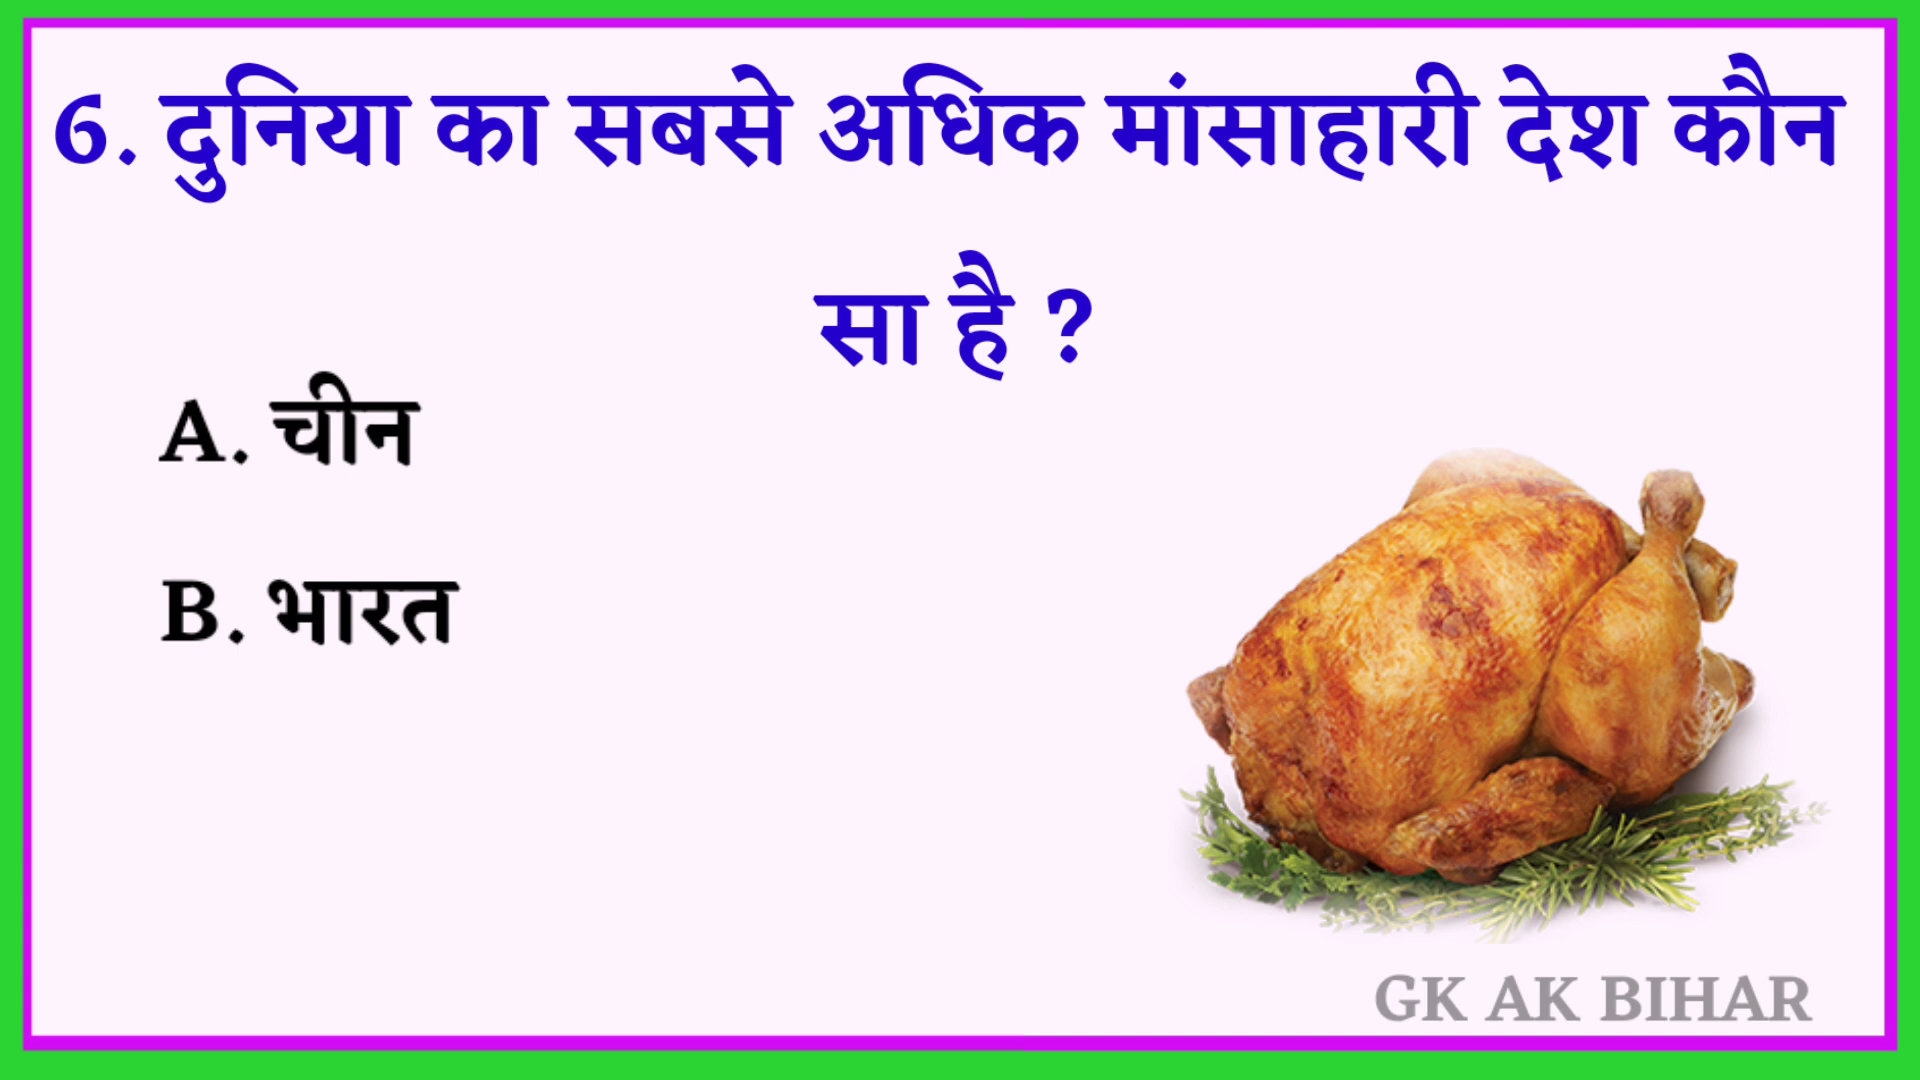 6. दुनिया का सबसे अधिक मांसाहारी देश कौन
सा है ?
A. चीन
B. भारत
GK AK BIHAR